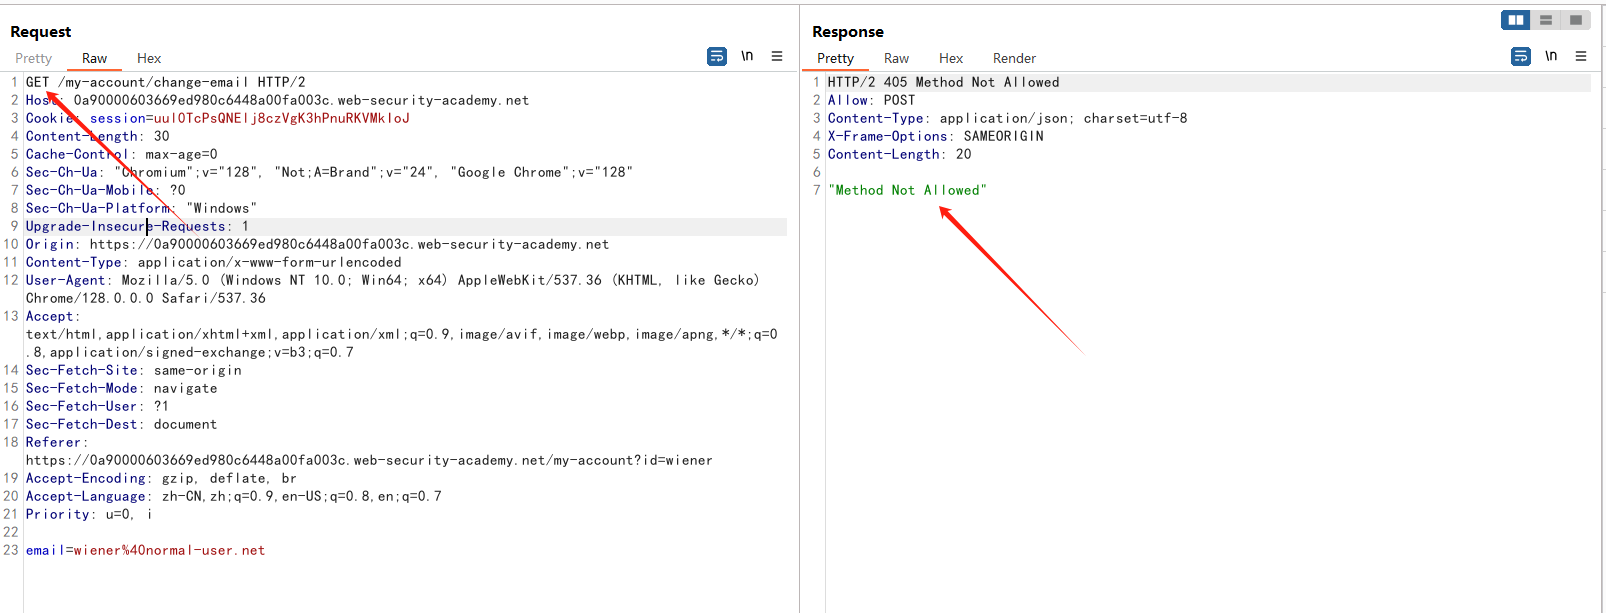 Request
Pretty Raw Hex \n
1 GET /my-account/change-email HTTP/2
2 Host: 0a90000603669ed980c6448a00fa003c.web-security-academy.net
3 Cookie: session=uulOTcPsQNElj8czVgK3hPnuRKVMkIoJ
4 Content-Length: 30
5 Cache-Control: max-age=0
6 Sec-Ch-Ua: "Chromium";v="128", "Not;A=Brand";v="24", "Google Chrome";v="128"
7 Sec-Ch-Ua-Mobile: ?0
8 Sec-Ch-Ua-Platform: "Windows"
9 Upgrade-Insecure-Requests: 1
10 Origin: https://0a90000603669ed980c6448a00fa003c.web-security-academy.net
11 Content-Type: application/x-www-form-urlencoded
12 User-Agent: Mozilla/5.0 (Windows NT 10.0; Win64; x64) AppleWebKit/537.36 (KHTML, like Gecko)
Chrome/128.0.0.0 Safari/537.36
13 Accept:
text/html,application/xhtml+xml,application/xml;q=0.9,image/avif,image/webp,image/apng,*/*;q=0
.8,application/signed-exchange;v=b3;q=0.7
14 Sec-Fetch-Site: same-origin
15 Sec-Fetch-Mode: navigate
16 Sec-Fetch-User: ?1
17 Sec-Fetch-Dest: document
18 Referer:
https://0a90000603669ed980c6448a00fa003c.web-security-academy.net/my-account?id=wiener
19 Accept-Encoding: gzip, deflate, br
20 Accept-Language: zh-CN,zh;q=0.9,en-US;q=0.8,en;q=0.7
21 Priority: u=0, i
22
23 email=wiener%40normal-user.net
Response
Pretty Raw Hex Render \n
1 HTTP/2 405 Method Not Allowed
2 Allow: POST
3 Content-Type: application/json; charset=utf-8
4 X-Frame-Options: SAMEORIGIN
5 Content-Length: 20
6
7 "Method Not Allowed"